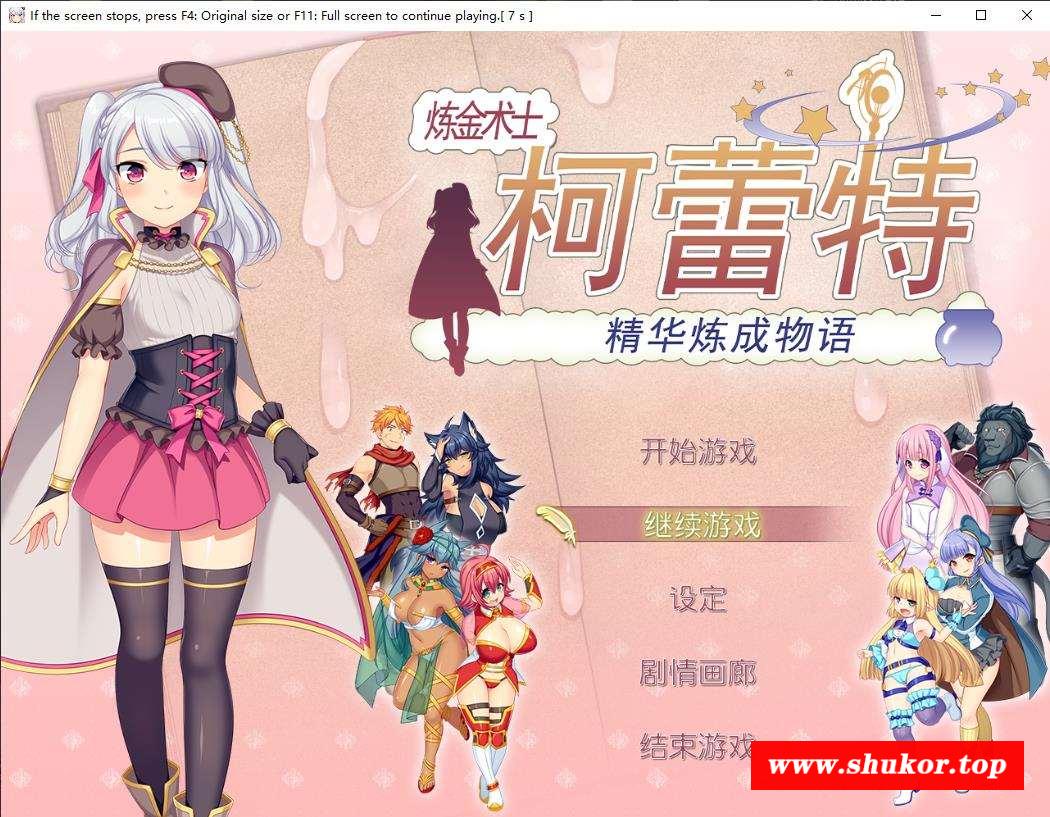 If the screen stops, press F4: Original size or F11: Full screen to continue playing.[ 7 s ]
炼金术士
柯蕾特
精华炼成物语
开始游戏
继续游戏
设定
剧情画廊
结束游戏
www.shukor.top